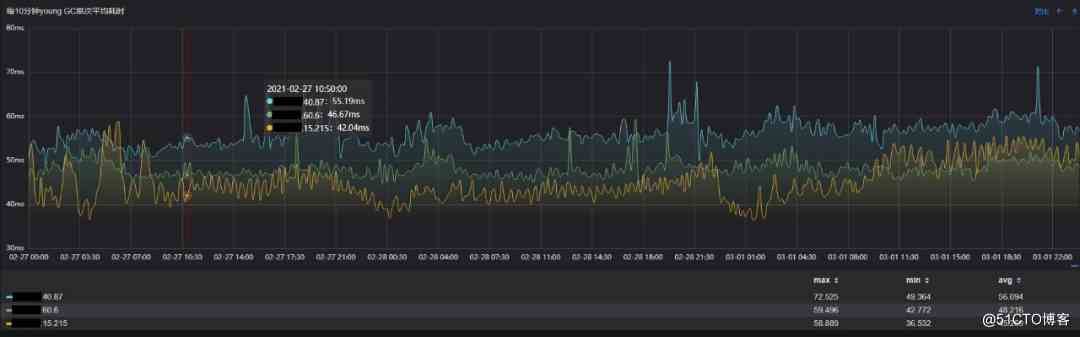 每10分钟young GC单次平均耗时
对比
80ms
70ms
60ms
50ms
40ms
30ms
2021-02-27 10:50:00
40.87: 55.19ms
60.6: 46.67ms
15.215: 42.04ms
02-27 00:00 02-27 03:30 02-27 07:00 02-27 10:30 02-27 14:00 02-27 17:30 02-27 21:00 02-28 00:30 02-28 04:00 02-28 07:30 02-28 11:00 02-28 14:30 02-28 18:00 02-28 21:30 03-01 01:00 03-01 04:30 03-01 08:00 03-01 11:30 03-01 15:00 03-01 18:30 03-01 22:00
max min avg
40.87 72.525 49.364 56.094
60.6 59.496 42.772 48.216
15.215 58.889 36.532
@51CTO博客